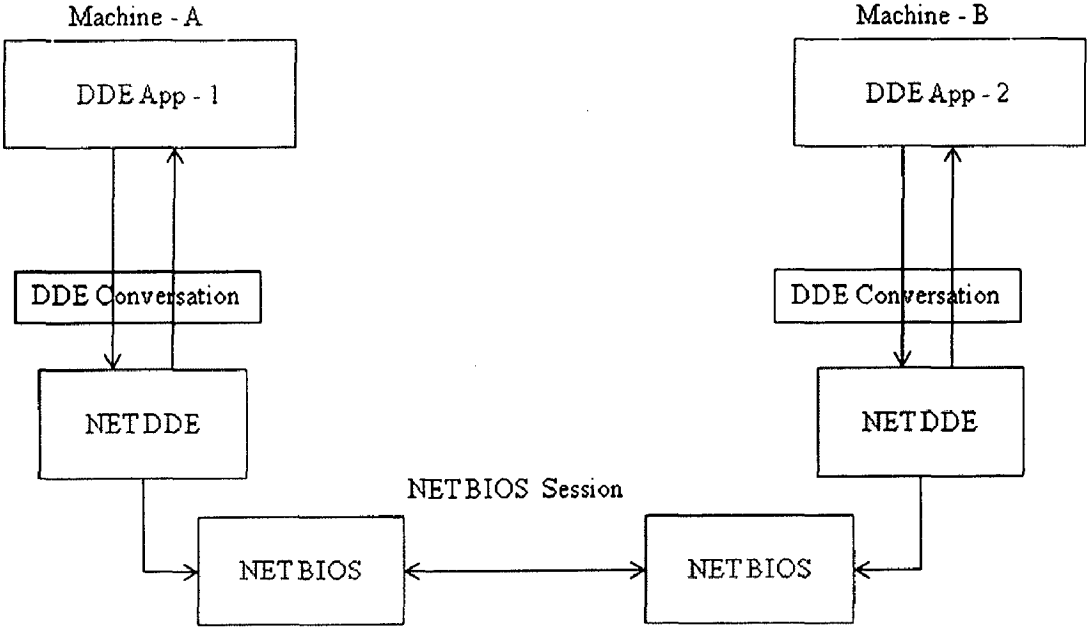 Machine - A
Machine - B
DDE App - 1
DDE App - 2
DDE Conversation
DDE Conversation
NETDDE
NETDDE
NETBIOS Session
NETBIOS
NETBIOS